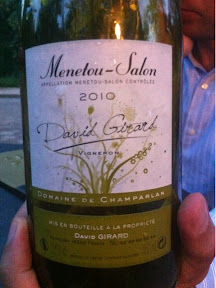 Menetou-Salon
APPELLATION MENETOU-SALON CONTRÔLÉE
2010
David Girard
VIGNERON
DOMAINE DE CHAMPARLAN
MIS EN BOUTEILLE À LA PROPRIÉTÉ
DAVID GIRARD